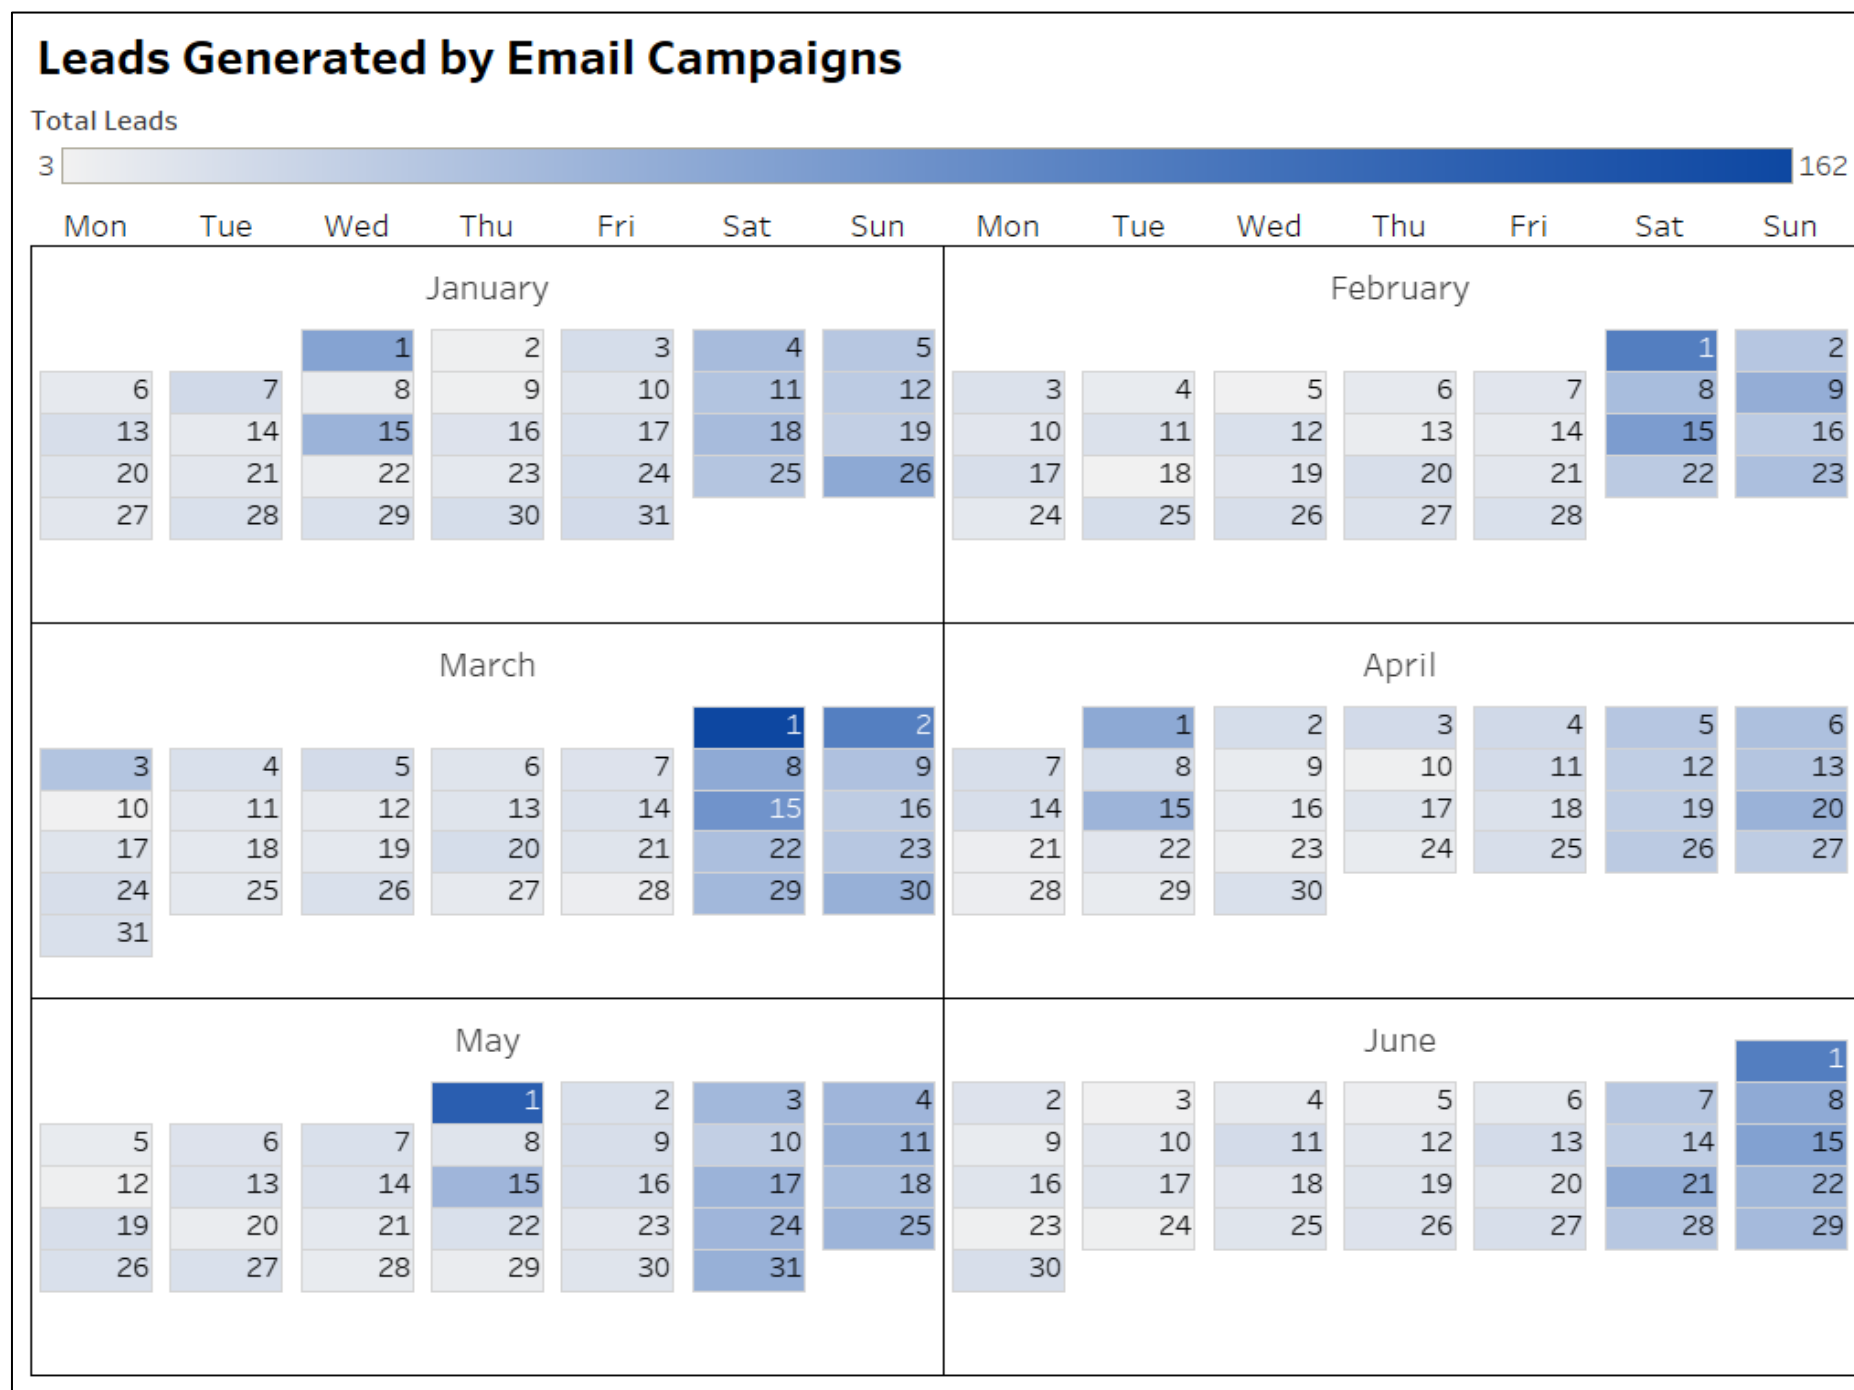 Leads Generated by Email Campaigns
Total Leads
3 162
Mon Tue Wed Thu Fri Sat Sun Mon Tue Wed Thu Fri Sat Sun
January
1 2 3 4 5
6 7 8 9 10 11 12
13 14 15 16 17 18 19
20 21 22 23 24 25 26
27 28 29 30 31
February
1 2
3 4 5 6 7 8 9
10 11 12 13 14 15 16
17 18 19 20 21 22 23
24 25 26 27 28
March
1 2
3 4 5 6 7 8 9
10 11 12 13 14 15 16
17 18 19 20 21 22 23
24 25 26 27 28 29 30
31
April
1 2 3 4 5 6
7 8 9 10 11 12 13
14 15 16 17 18 19 20
21 22 23 24 25 26 27
28 29 30
May
1 2 3 4
5 6 7 8 9 10 11
12 13 14 15 16 17 18
19 20 21 22 23 24 25
26 27 28 29 30 31
June
1
2 3 4 5 6 7 8
9 10 11 12 13 14 15
16 17 18 19 20 21 22
23 24 25 26 27 28 29
30